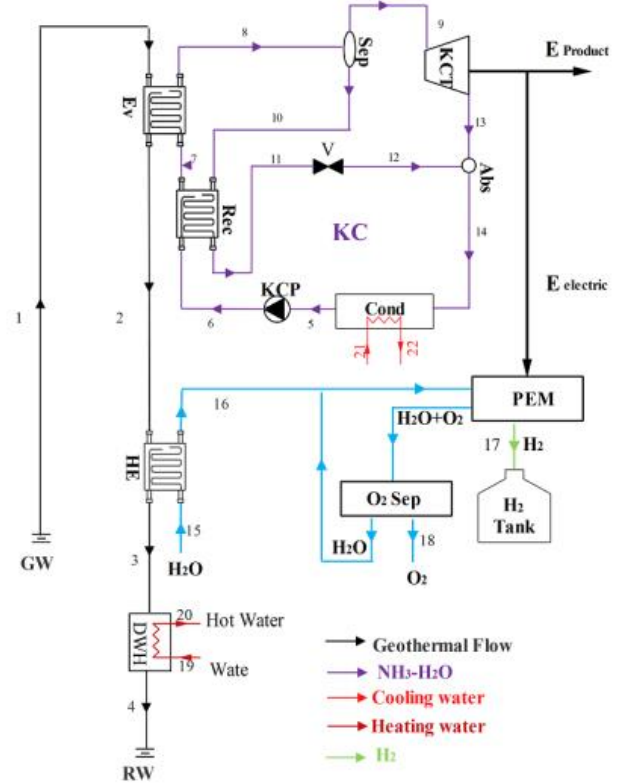 8
9
Sep
KCT
E Product
Ev
10
13
7
11
V
12
Abs
Rec
KC
14
1
2
KCP
Cond
6
5
21
22
E electric
16
PEM
H₂O+O₂
17
H₂
HE
O₂ Sep
H₂
Tank
15
18
H₂O
H₂O
O₂
GW
3
20
Hot Water
DWH
19
Wate
4
RW
Geothermal Flow
NH₃-H₂O
Cooling water
Heating water
H₂